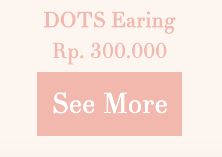 DOTS Earing
Rp. 300.000
See More